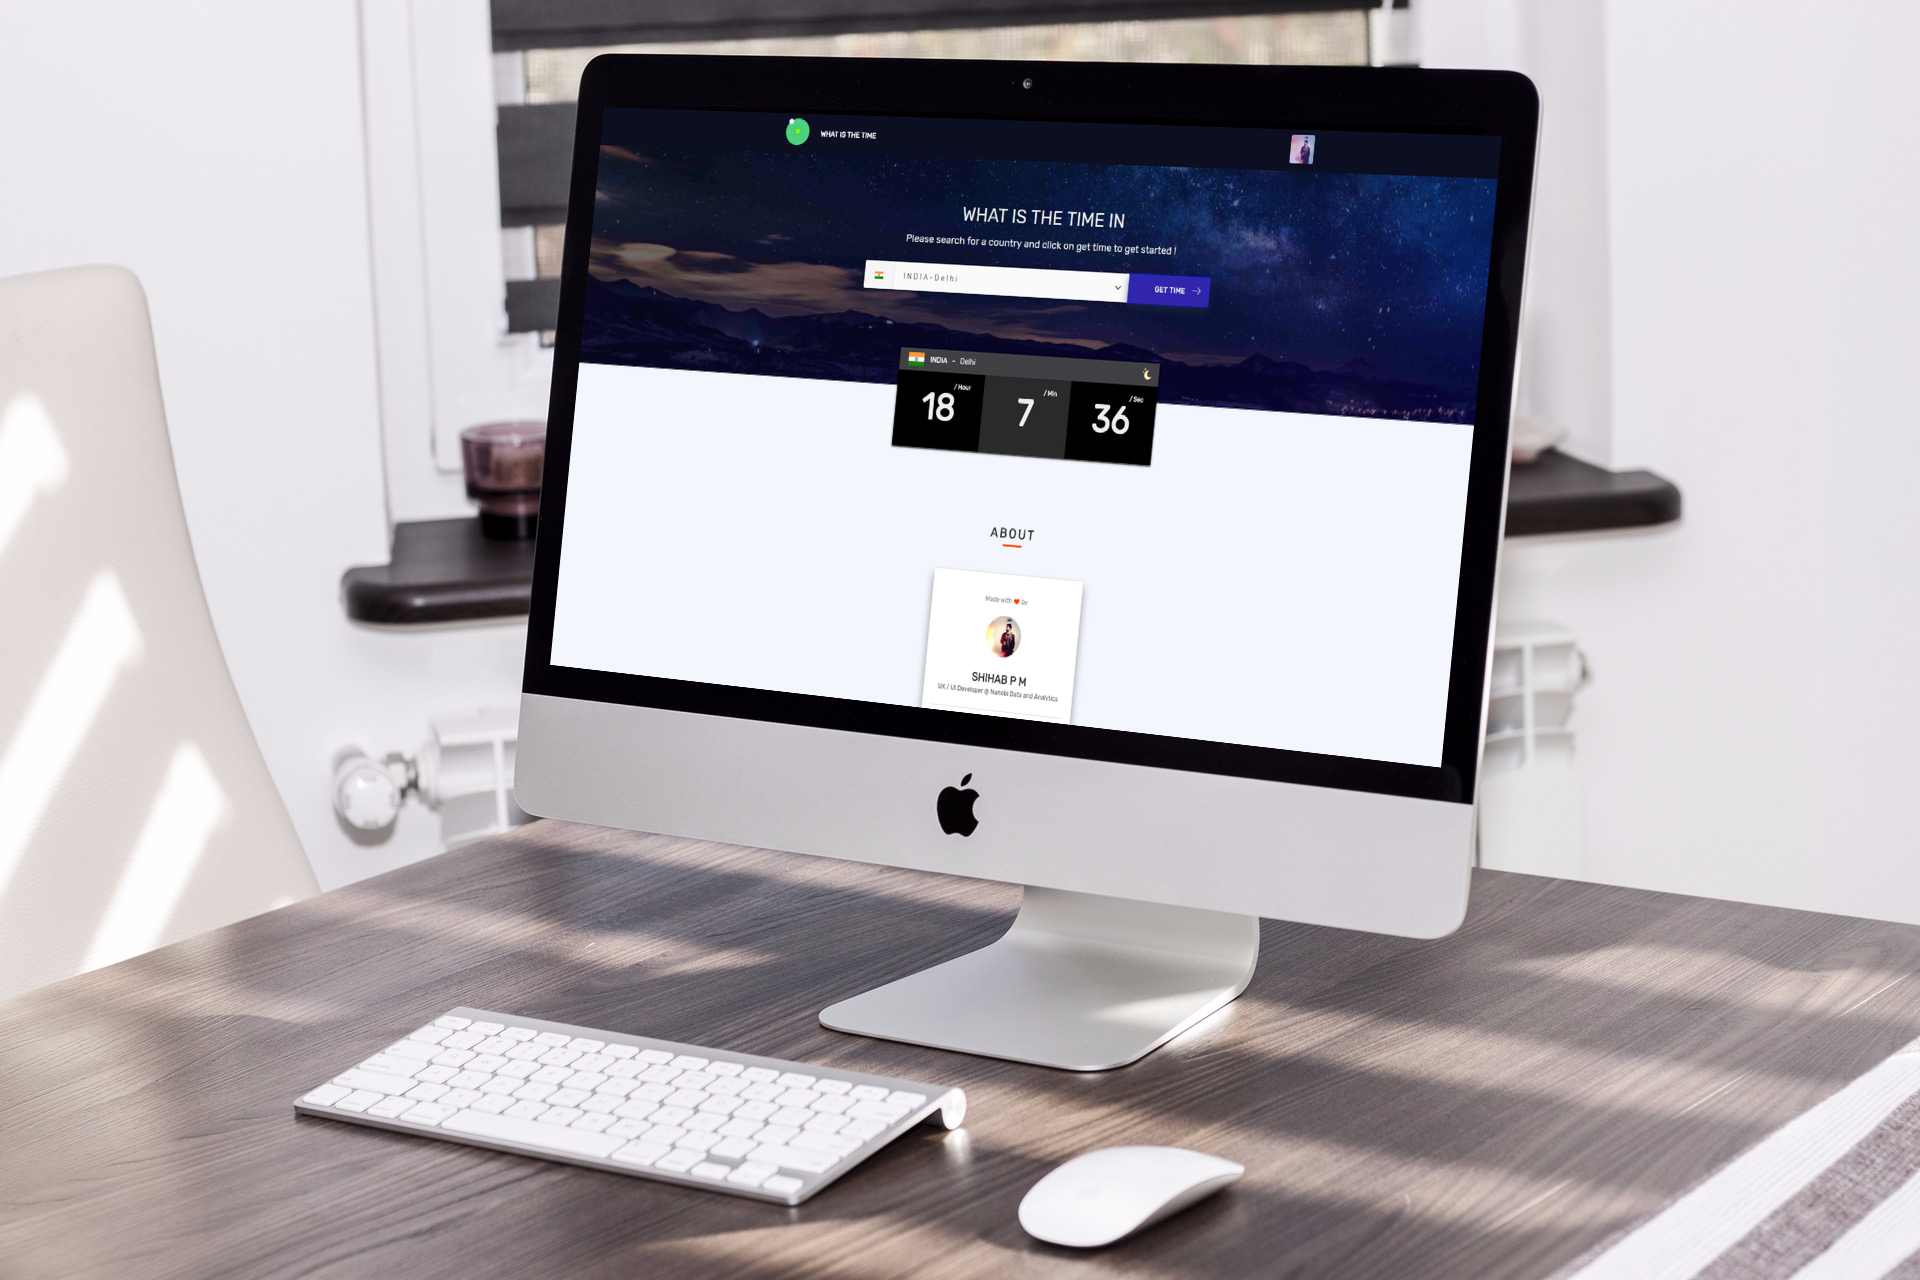 WHAT IS THE TIME
WHAT IS THE TIME IN
Please search for a country and click on get time to get started !
INDIA-Delhi
GET TIME
INDIA - Delhi
/ Hour
/ Min
/ Sec
18
7
36
ABOUT
Made with ❤ by
SHIHAB P M
UX / UI Developer @ Nanobi Data and Analytics